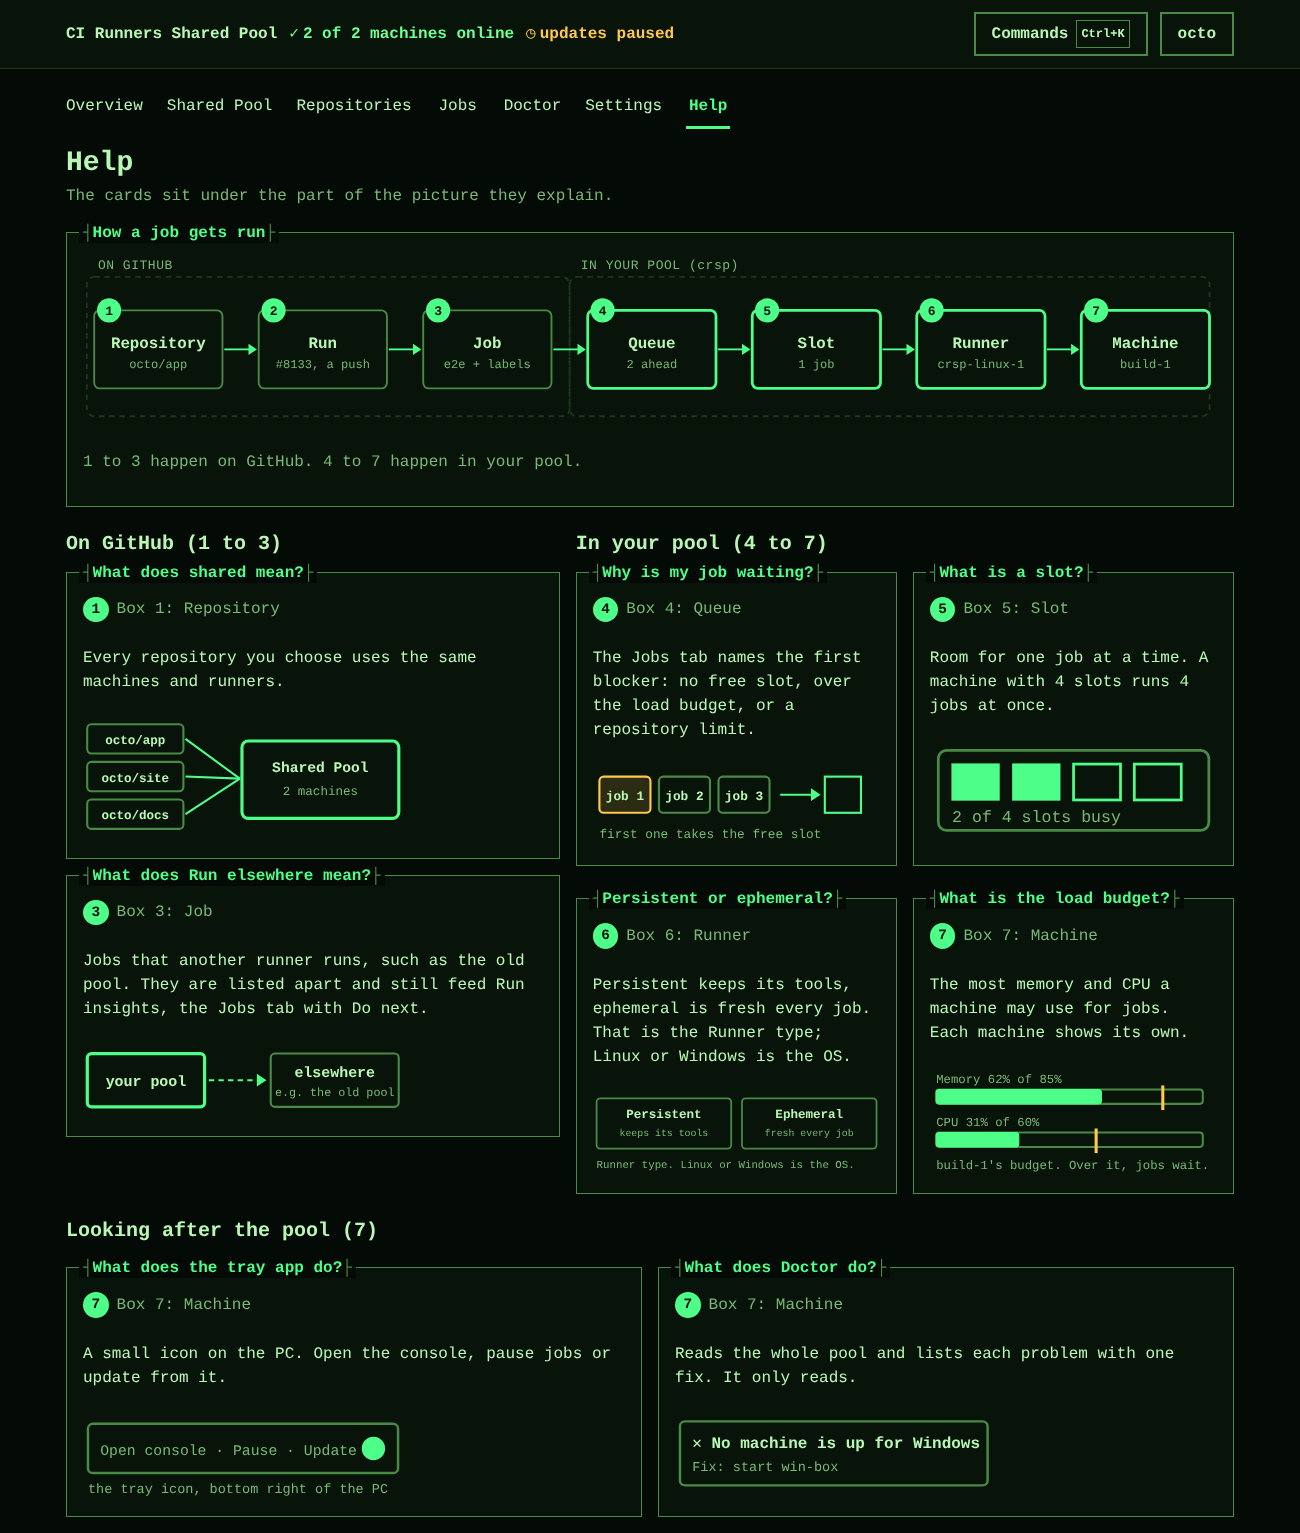 CI Runners Shared Pool ✓ 2 of 2 machines online ◷ updates paused Commands Ctrl+K octo
Overview Shared Pool Repositories Jobs Doctor Settings Help
Help
The cards sit under the part of the picture they explain.
How a job gets run
ON GITHUB
IN YOUR POOL (crsp)
1 2 3 4 5 6 7
Repository Run Job Queue Slot Runner Machine
octo/app #8133, a push e2e + labels 2 ahead 1 job crsp-linux-1 build-1
1 to 3 happen on GitHub. 4 to 7 happen in your pool.
On GitHub (1 to 3)
What does shared mean?
1 Box 1: Repository
Every repository you choose uses the same
machines and runners.
octo/app
octo/site
octo/docs
Shared Pool
2 machines
What does Run elsewhere mean?
3 Box 3: Job
Jobs that another runner runs, such as the old
pool. They are listed apart and still feed Run
insights, the Jobs tab with Do next.
your pool
elsewhere
e.g. the old pool
In your pool (4 to 7)
Why is my job waiting?
4 Box 4: Queue
The Jobs tab names the first
blocker: no free slot, over
the load budget, or a
repository limit.
job 1 job 2 job 3
first one takes the free slot
What is a slot?
5 Box 5: Slot
Room for one job at a time. A
machine with 4 slots runs 4
jobs at once.
2 of 4 slots busy
Persistent or ephemeral?
6 Box 6: Runner
Persistent keeps its tools,
ephemeral is fresh every job.
That is the Runner type;
Linux or Windows is the OS.
Persistent Ephemeral
keeps its tools fresh every job
Runner type. Linux or Windows is the OS.
What is the load budget?
7 Box 7: Machine
The most memory and CPU a
machine may use for jobs.
Each machine shows its own.
Memory 62% of 85%
CPU 31% of 60%
build-1's budget. Over it, jobs wait.
Looking after the pool (7)
What does the tray app do?
7 Box 7: Machine
A small icon on the PC. Open the console, pause jobs or
update from it.
Open console · Pause · Update
the tray icon, bottom right of the PC
What does Doctor do?
7 Box 7: Machine
Reads the whole pool and lists each problem with one
fix. It only reads.
× No machine is up for Windows
Fix: start win-box